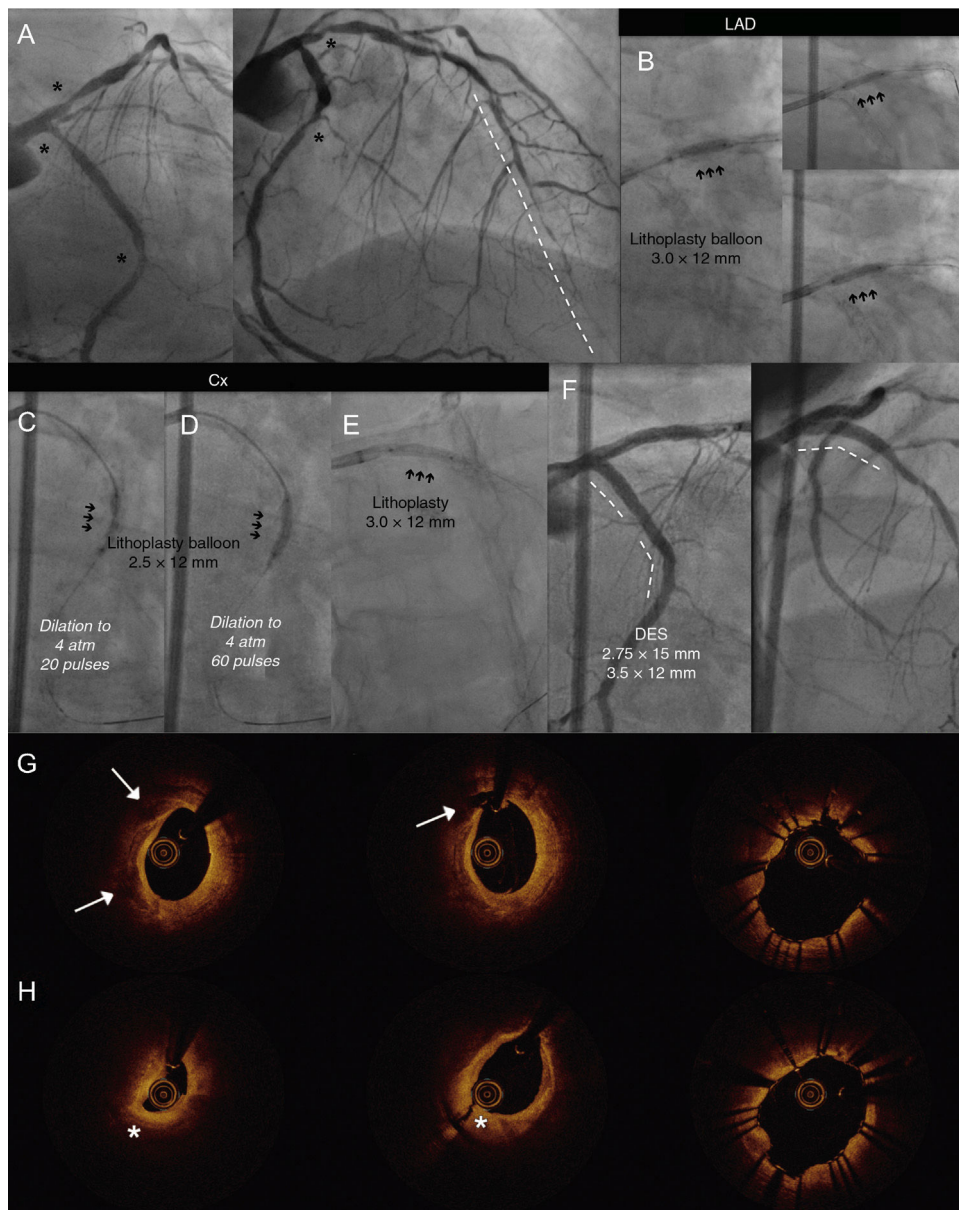 LAD
A
*
*
*
*
*
B
Lithoplasty balloon
3.0 × 12 mm
Cx
C
D
E
F
Lithoplasty balloon
2.5 × 12 mm
Dilation to
4 atm
20 pulses
Dilation to
4 atm
60 pulses
Lithoplasty
3.0 × 12 mm
DES
2.75 × 15 mm
3.5 × 12 mm
G
H
*
*